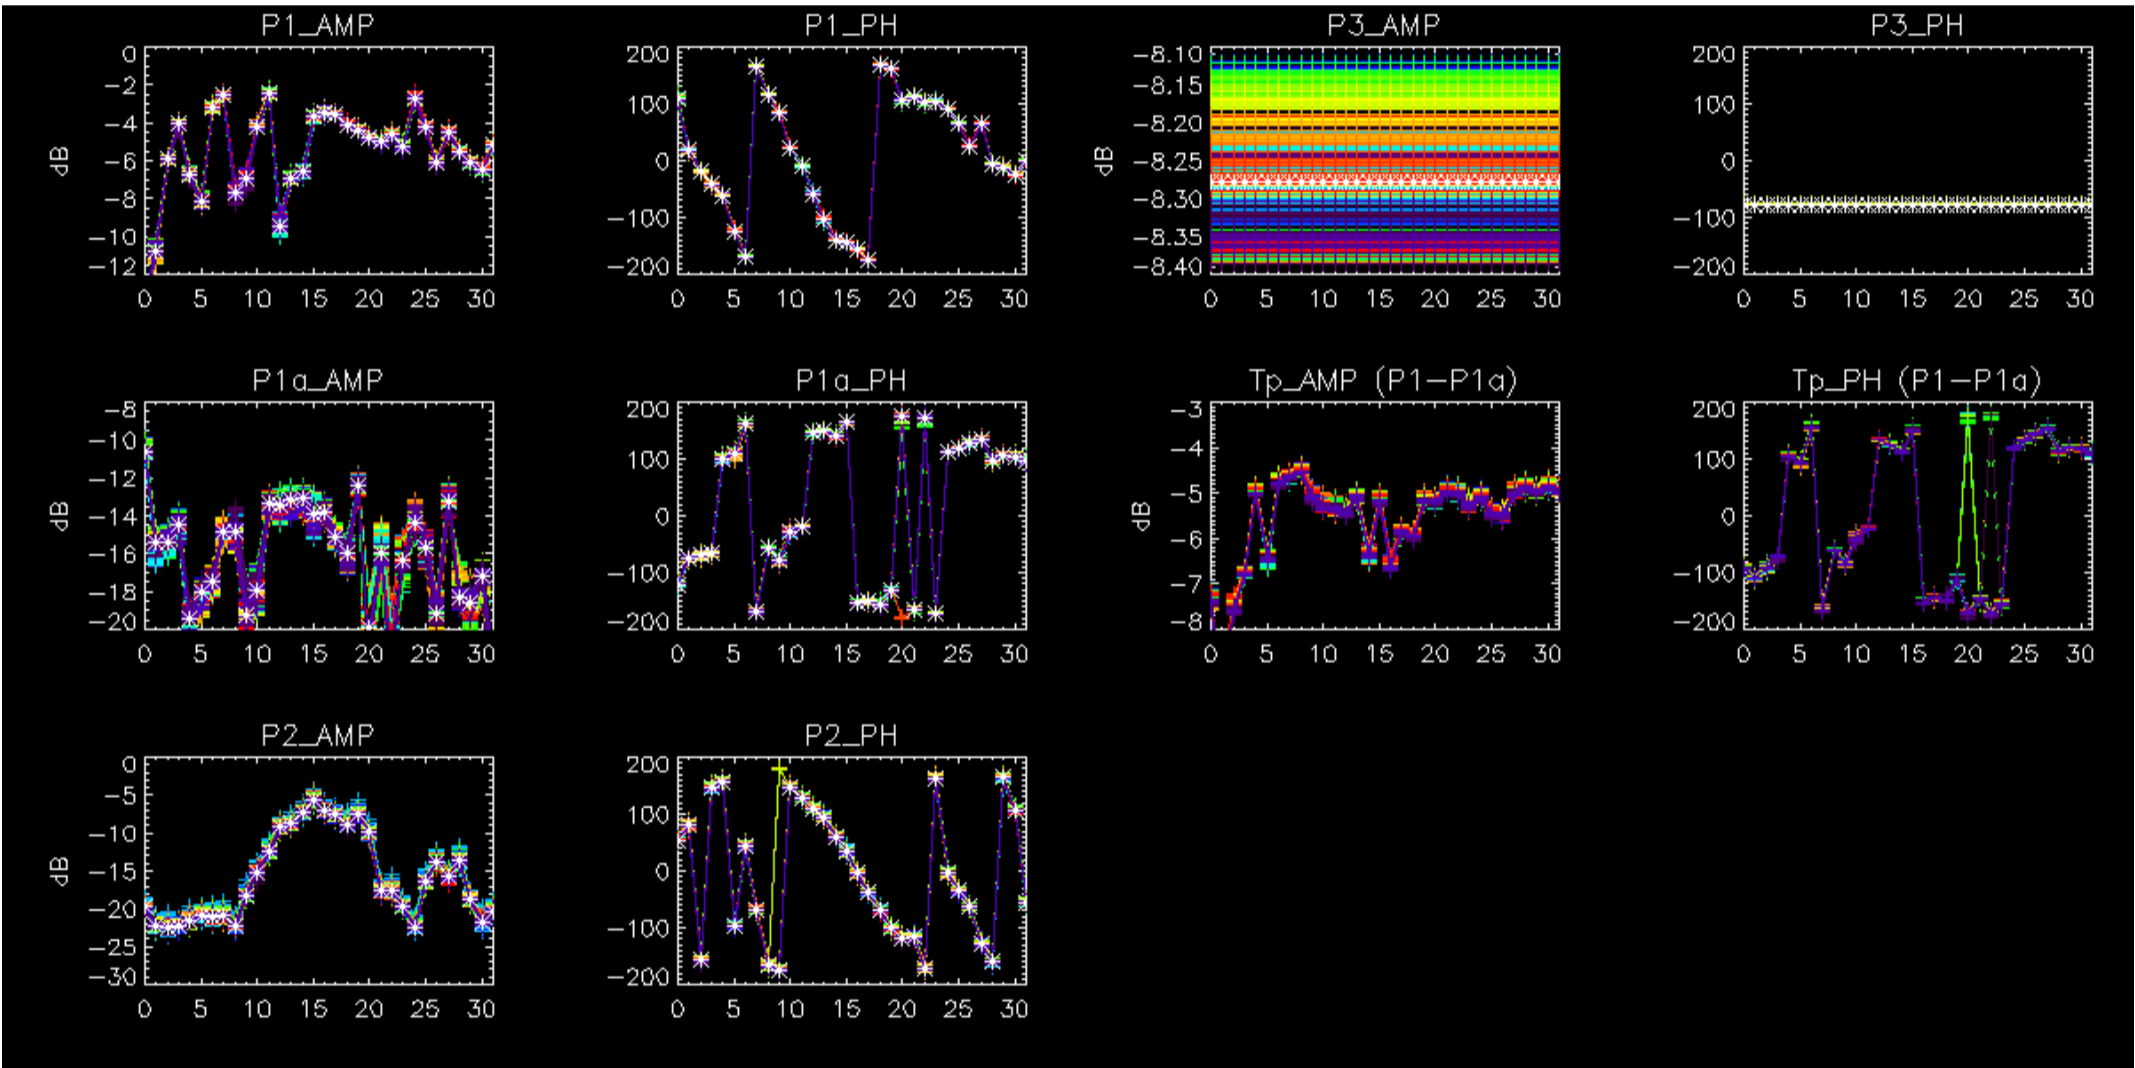 P1_AMP
P1_PH
P3_AMP
P3_PH
0
-2
-4
-6
-8
-10
-12
dB
0 5 10 15 20 25 30
200
100
0
-100
-200
0 5 10 15 20 25 30
-8.10
-8.15
-8.20
-8.25
-8.30
-8.35
-8.40
dB
0 5 10 15 20 25 30
200
100
0
-100
-200
0 5 10 15 20 25 30
P1a_AMP
P1a_PH
Tp_AMP (P1-P1a)
Tp_PH (P1-P1a)
-8
-10
-12
-14
-16
-18
-20
dB
0 5 10 15 20 25 30
200
100
0
-100
-200
0 5 10 15 20 25 30
-3
-4
-5
-6
-7
-8
dB
0 5 10 15 20 25 30
200
100
0
-100
-200
0 5 10 15 20 25 30
P2_AMP
P2_PH
0
-5
-10
-15
-20
-25
-30
dB
0 5 10 15 20 25 30
200
100
0
-100
-200
0 5 10 15 20 25 30